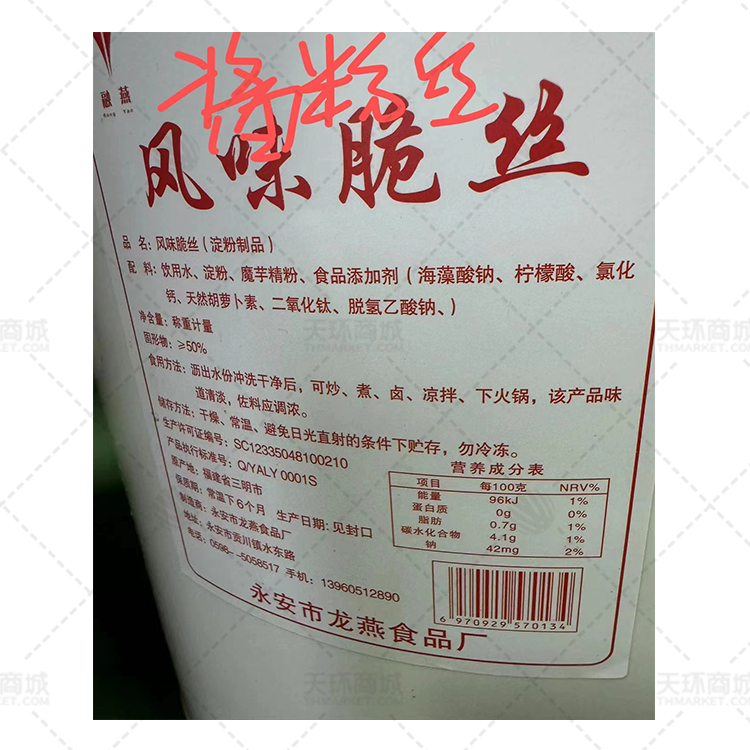 酱粉丝
融燕
Rong Yan
风味脆丝
品 名：风味脆丝（淀粉制品）
配 料：饮用水、淀粉、魔芋精粉、食品添加剂（海藻酸钠、柠檬酸、氯化
钙、天然胡萝卜素、二氧化钛、脱氢乙酸钠、）
净含量：称重计量
固形物：≥50%
食用方法：沥出水份冲洗干净后，可炒、煮、卤、凉拌、下火锅，该产品味
道清淡，佐料应调浓。
储存方法：干燥、常温、避免日光直射的条件下贮存，勿冷冻。
生产许可证编号：SC12335048100210
产品执行标准号：Q/YALY 0001S
原产地：福建省三明市
保质期：常温下6个月 生产日期：见封口
制造商：永安市龙燕食品厂
地址：永安市贡川镇水东路
电话：0598--5058517 手机：13960512890
营养成分表
项目 每100克 NRV%
能量 96kJ 1%
蛋白质 0g 0%
脂肪 0.7g 1%
碳水化合物 4.1g 1%
钠 42mg 2%
6 970929 570134
永安市龙燕食品厂
天环商城
THMARKET.COM